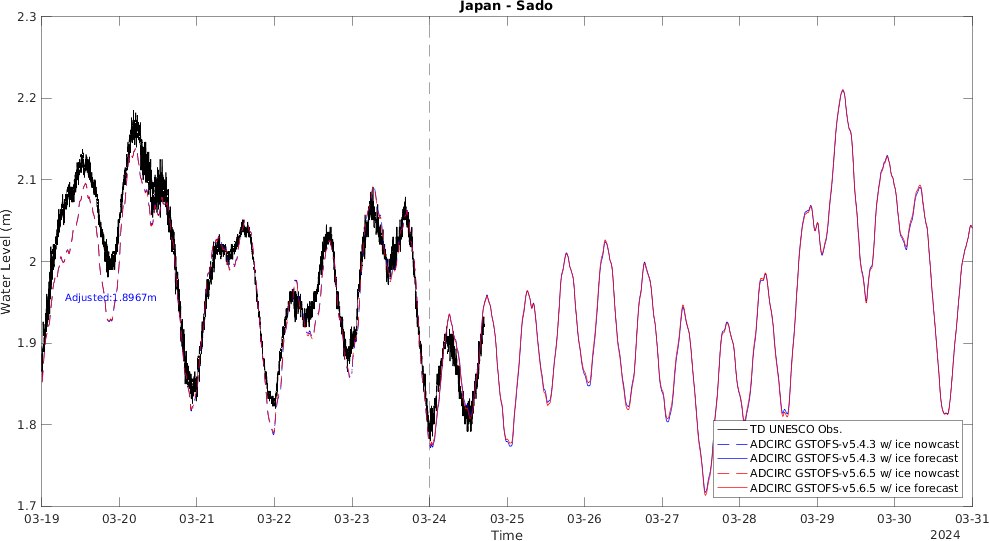 Japan - Sado
2.3
2.2
2.1
2
1.9
1.8
1.7
Water Level (m)
Adjusted:1.8967m
TD UNESCO Obs.
ADCIRC GSTOFS-v5.4.3 w/ ice nowcast
ADCIRC GSTOFS-v5.4.3 w/ ice forecast
ADCIRC GSTOFS-v5.6.5 w/ ice nowcast
ADCIRC GSTOFS-v5.6.5 w/ ice forecast
03-19 03-20 03-21 03-22 03-23 03-24 03-25 03-26 03-27 03-28 03-29 03-30 03-31
Time
2024